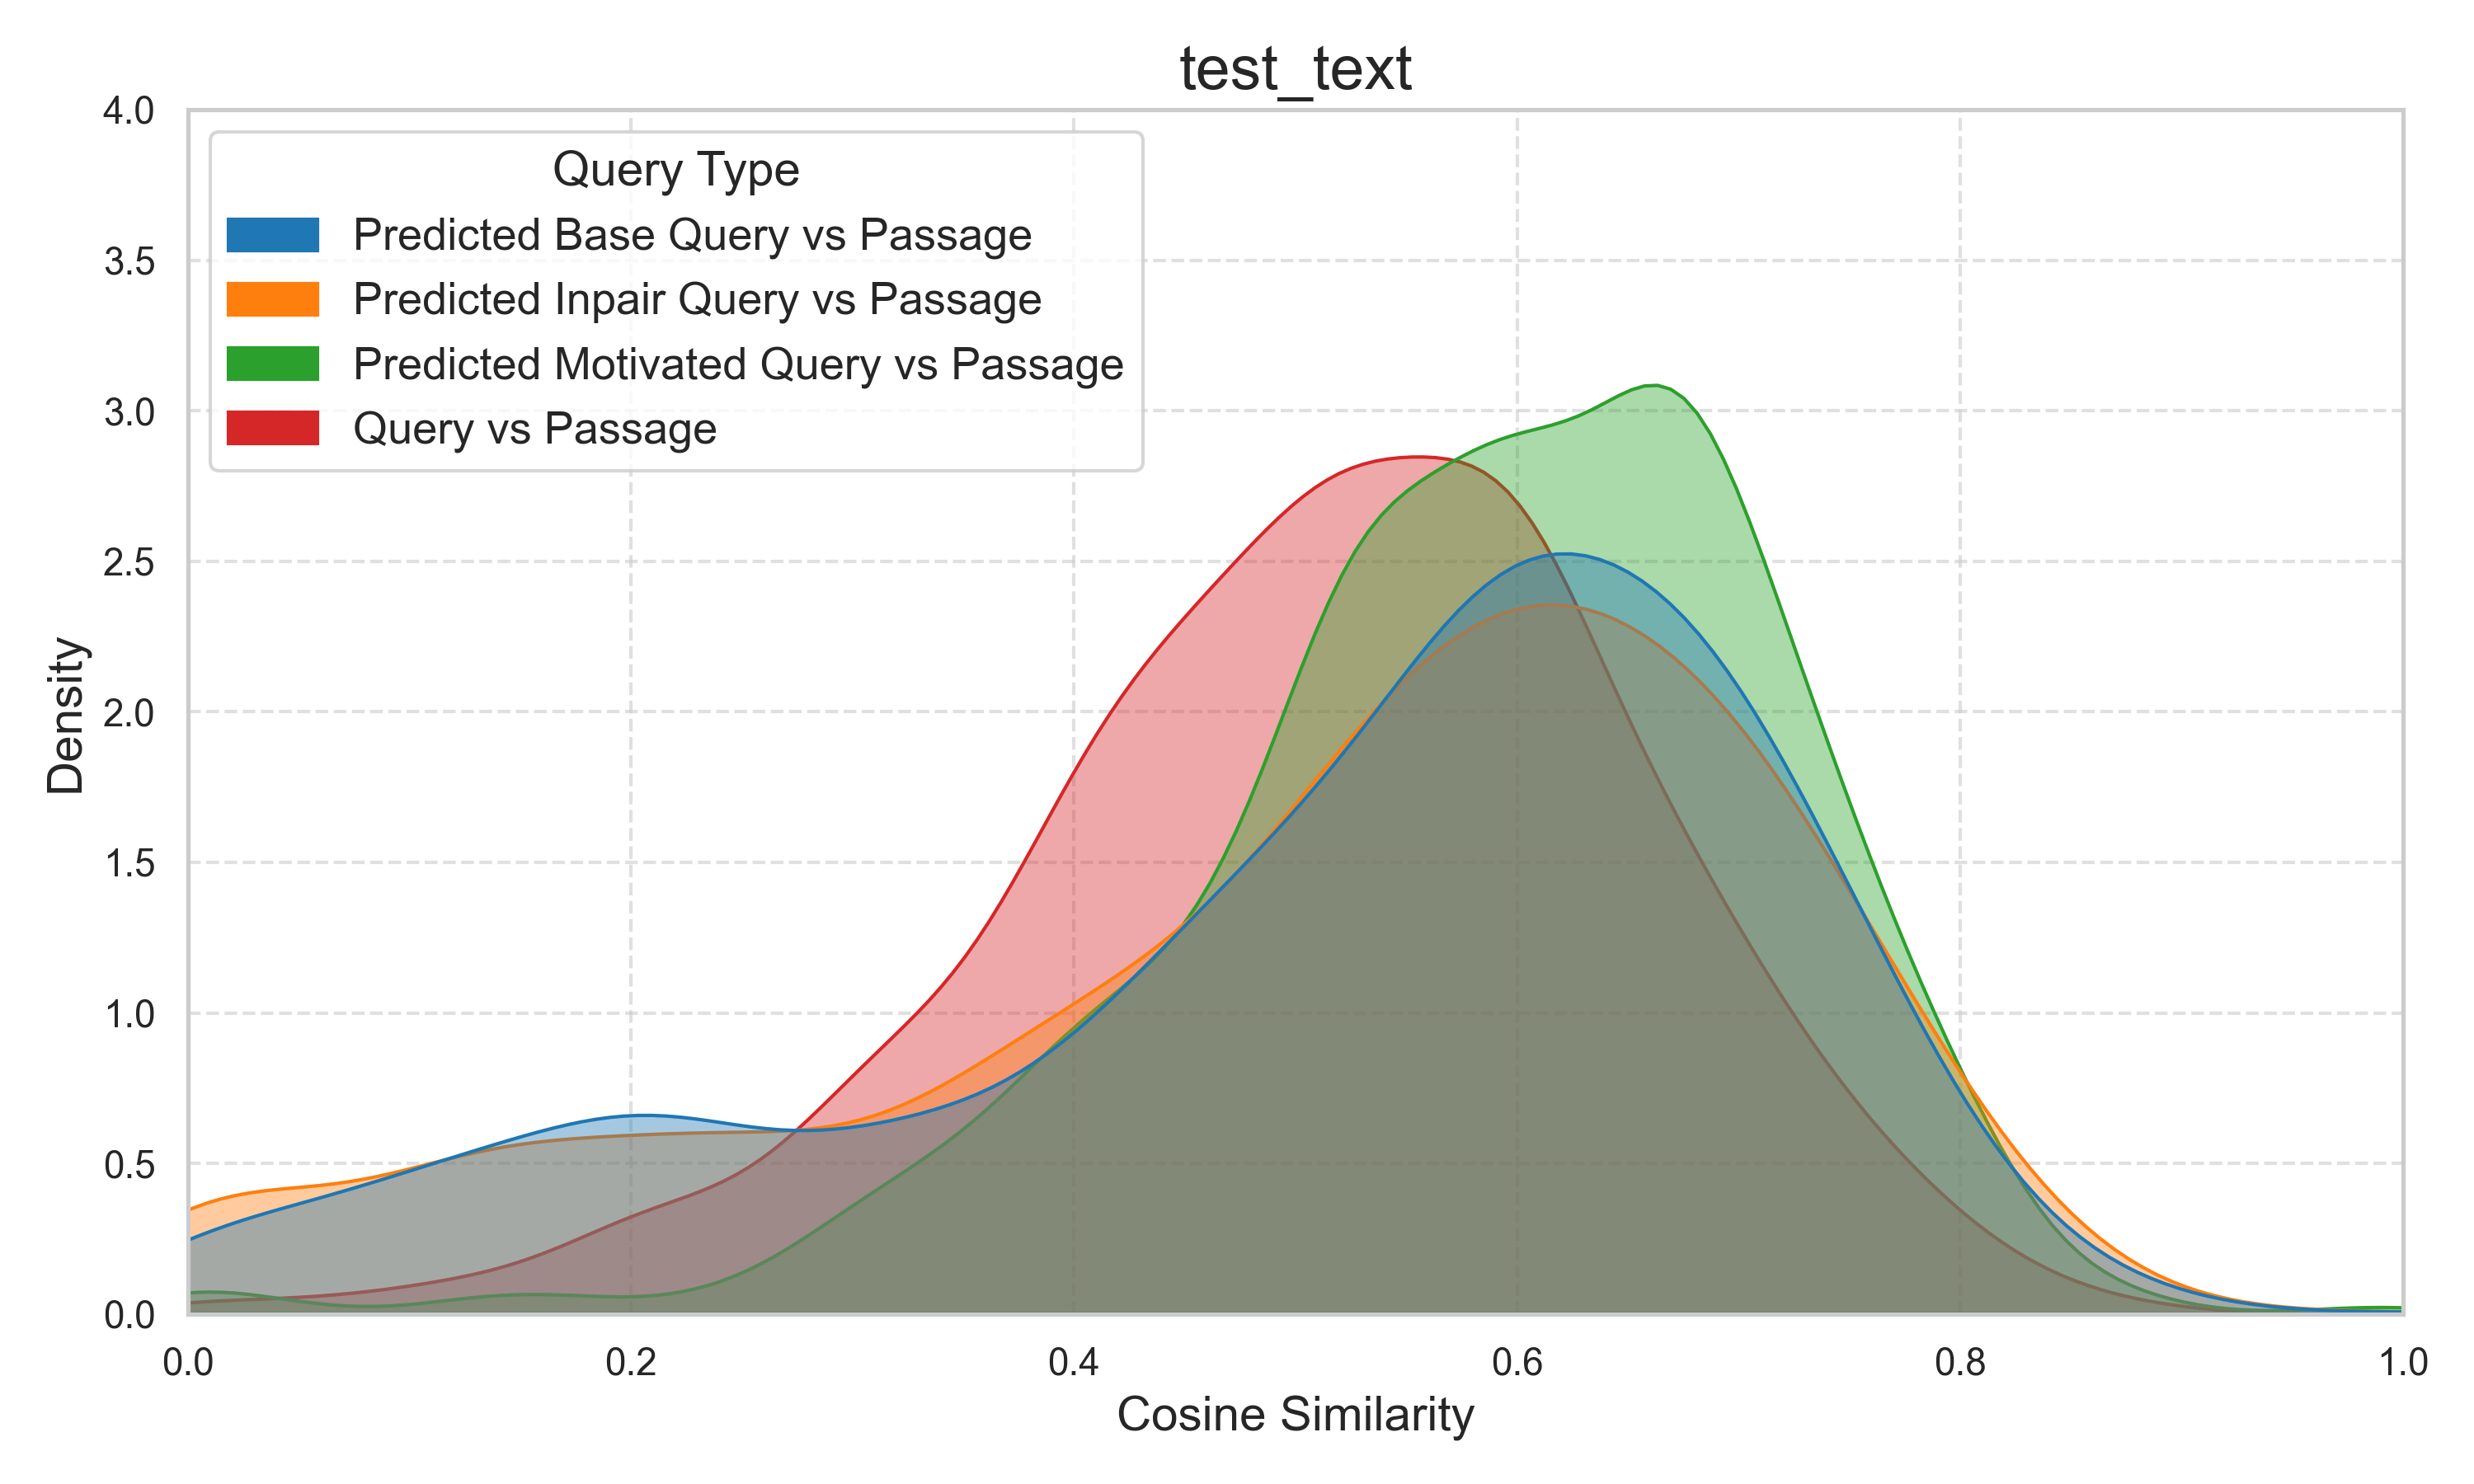 test_text
Query Type
Predicted Base Query vs Passage
Predicted Inpair Query vs Passage
Predicted Motivated Query vs Passage
Query vs Passage
Density
4.0
3.5
3.0
2.5
2.0
1.5
1.0
0.5
0.0
0.0 0.2 0.4 0.6 0.8 1.0
Cosine Similarity